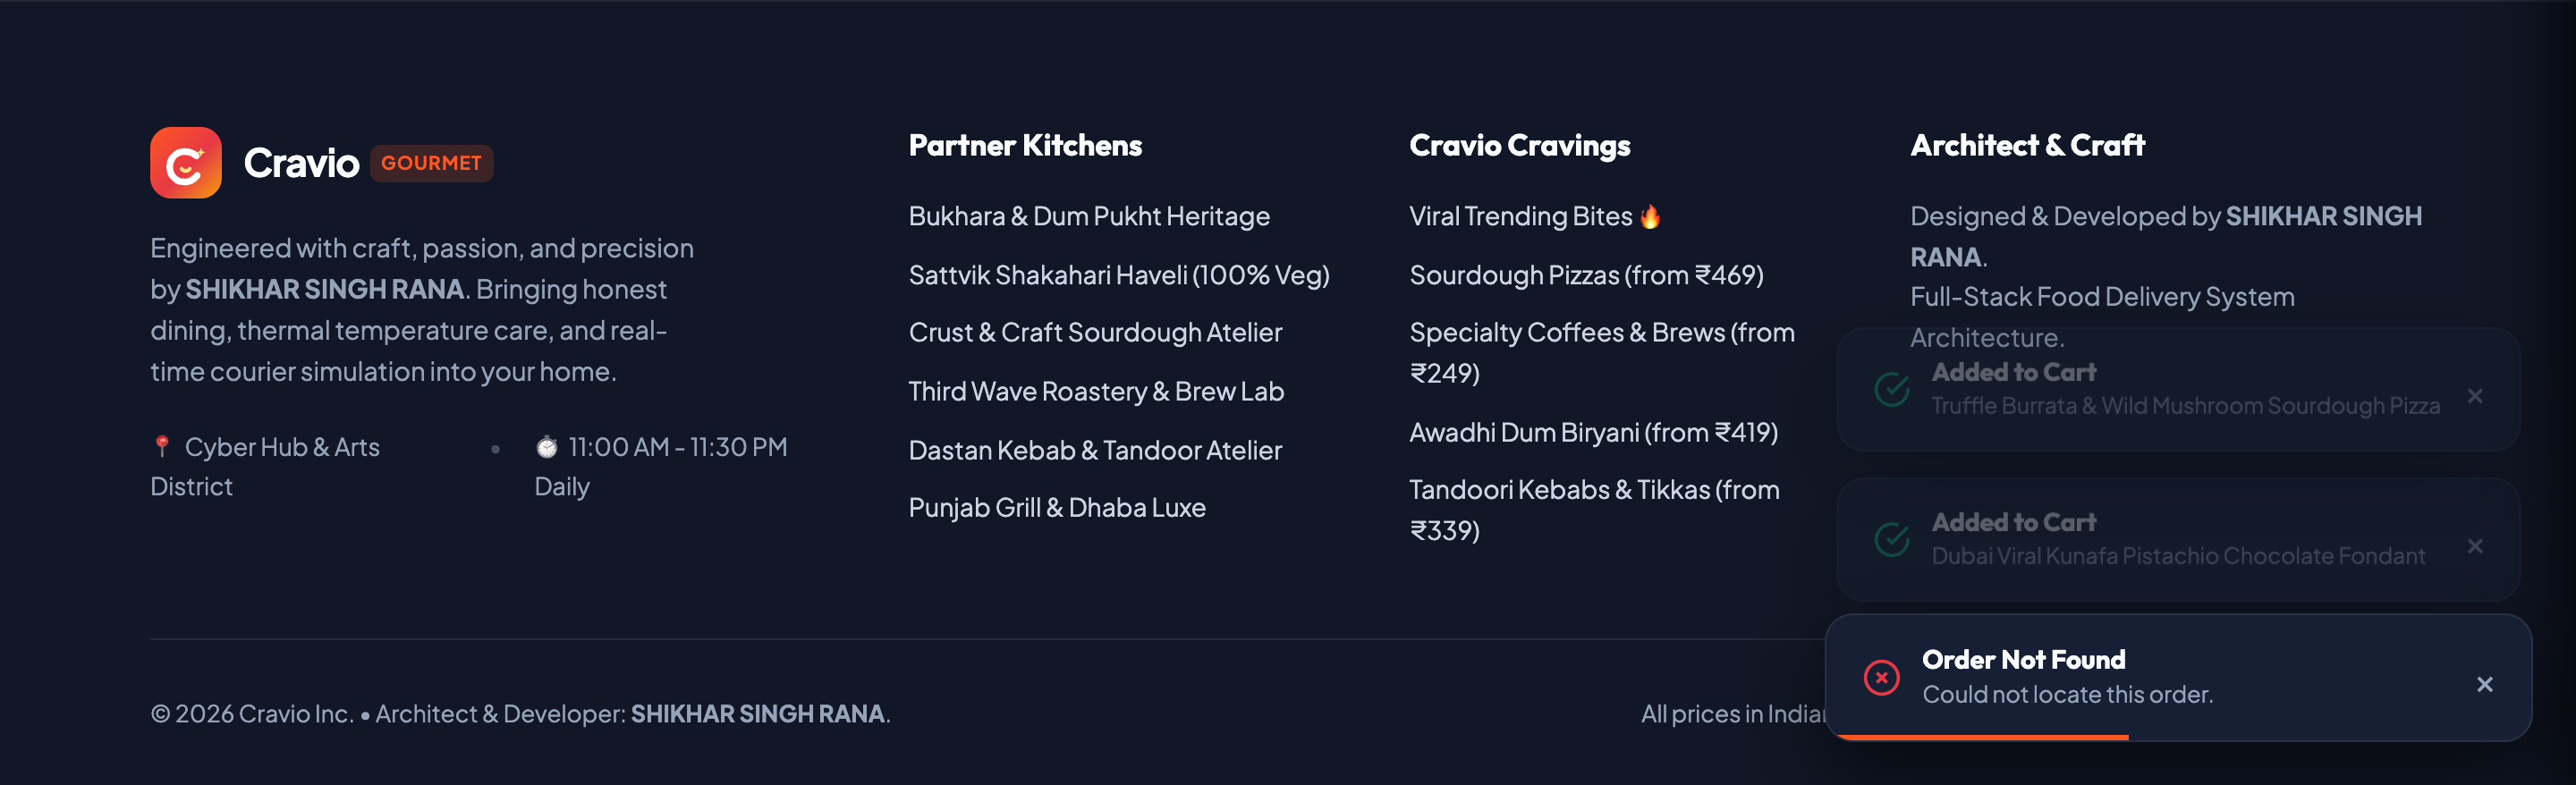 Cravio GOURMET
Engineered with craft, passion, and precision
by SHIKHAR SINGH RANA. Bringing honest
dining, thermal temperature care, and real-
time courier simulation into your home.
📍 Cyber Hub & Arts
District
•
⏱️ 11:00 AM - 11:30 PM
Daily
Partner Kitchens
Bukhara & Dum Pukht Heritage
Sattvik Shakahari Haveli (100% Veg)
Crust & Craft Sourdough Atelier
Third Wave Roastery & Brew Lab
Dastan Kebab & Tandoor Atelier
Punjab Grill & Dhaba Luxe
Cravio Cravings
Viral Trending Bites 🔥
Sourdough Pizzas (from ₹469)
Specialty Coffees & Brews (from
₹249)
Awadhi Dum Biryani (from ₹419)
Tandoori Kebabs & Tikkas (from
₹339)
Architect & Craft
Designed & Developed by SHIKHAR SINGH
RANA.
Full-Stack Food Delivery System
Architecture.
Added to Cart
Truffle Burrata & Wild Mushroom Sourdough Pizza
Added to Cart
Dubai Viral Kunafa Pistachio Chocolate Fondant
Order Not Found
Could not locate this order.
© 2026 Cravio Inc. • Architect & Developer: SHIKHAR SINGH RANA.
All prices in